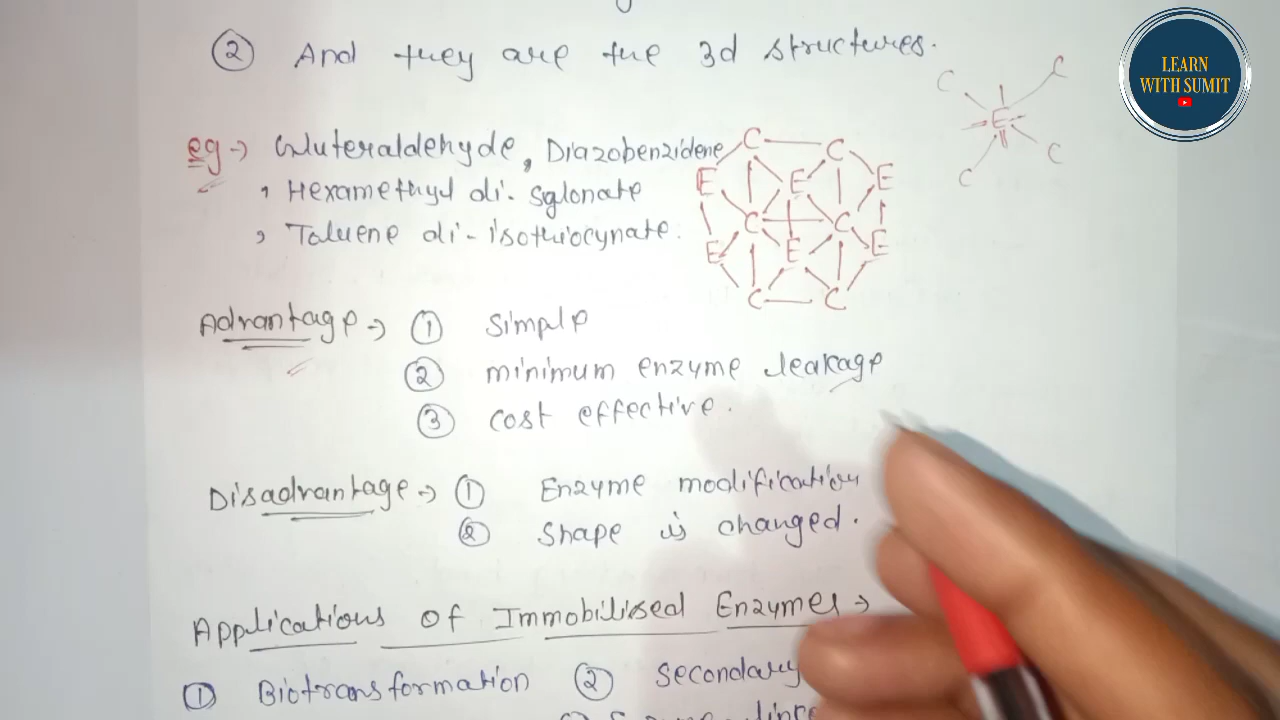 ② And they are the 3d structures.
eg → Gluteraldehyde, Diazobenzidene
, Hexamethyl di. Sglonate
, Toluene di-isothiocynate.
C C
E E E
C C
E E E
C C
C C
E
C C
LEARN
WITH SUMIT
Advantage → ① Simple
② minimum enzyme leakage
③ cost effective.
Disadvantage → ① Enzyme modification
② Shape is changed.
Applications of Immobilised Enzymes →
① Biotransformation ② Secondary